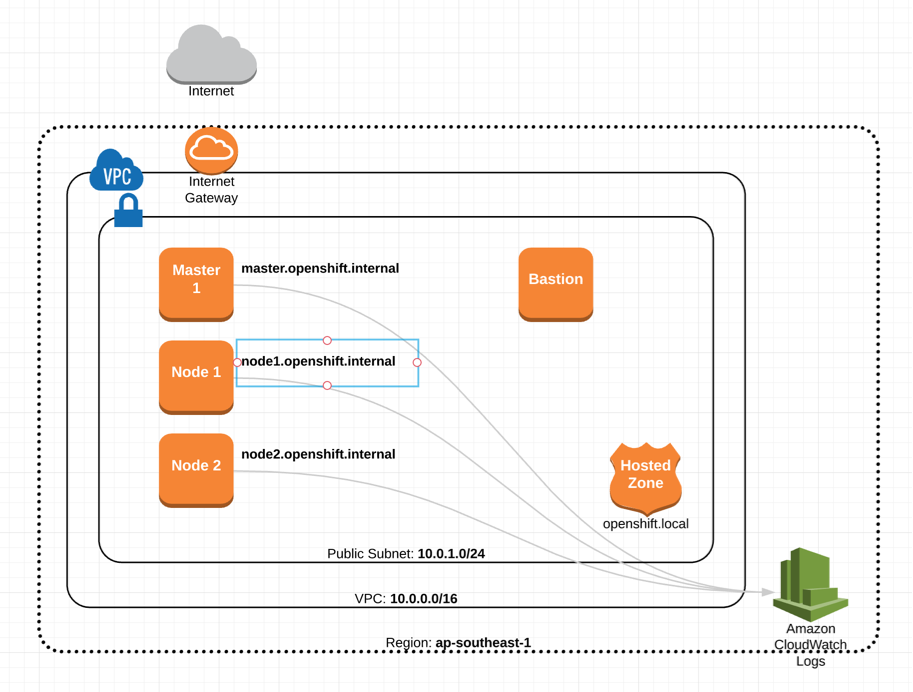 Internet
VPC
Internet
Gateway
Master
1
master.openshift.internal
Bastion
Node 1
node1.openshift.internal
Node 2
node2.openshift.internal
Hosted
Zone
openshift.local
Public Subnet: 10.0.1.0/24
VPC: 10.0.0.0/16
Region: ap-southeast-1
Amazon
CloudWatch
Logs